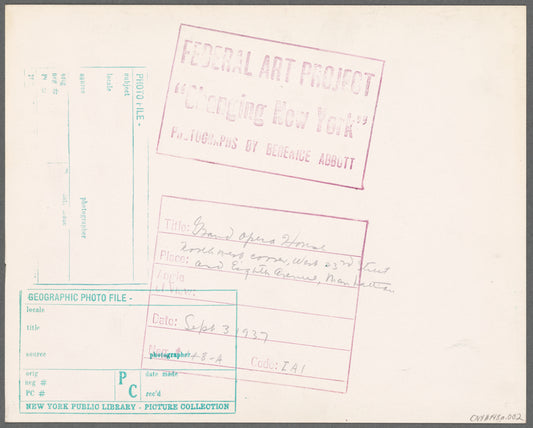 FEDERAL ART PROJECT
"Changing New York"
PHOTOGRAPHS BY BERENICE ABBOTT
PHOTO FILE -
subject
locale
source
photographer
orig
neg #
Title: Grand Opera House
Place: Northwest corner, West 23rd Street
and Eighth Avenue, Manhattan
Angle
of View:
Date: Sept 3 1937
Code: I A 1
GEOGRAPHIC PHOTO FILE -
locale
title
source
photographer
orig
neg #
PC #
PC
date made
rec'd
NEW YORK PUBLIC LIBRARY - PICTURE COLLECTION